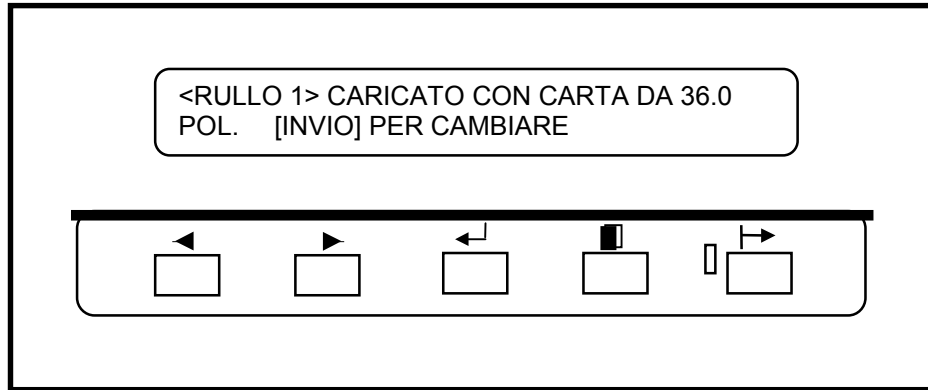 <RULLO 1> CARICATO CON CARTA DA 36.0
POL. [INVIO] PER CAMBIARE